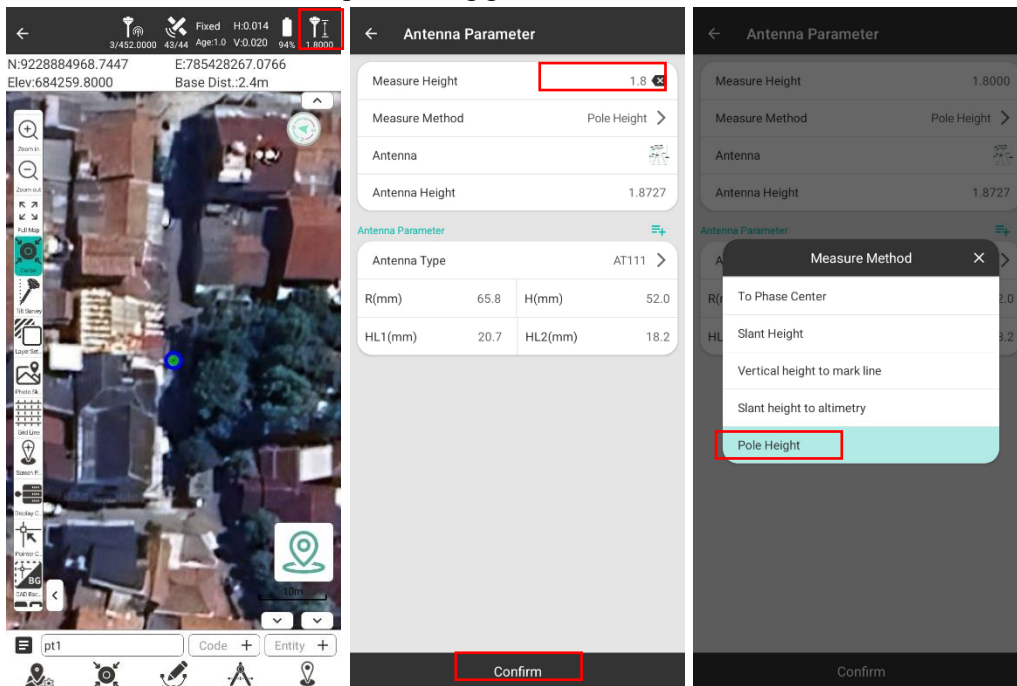 Fixed H:0.014
3/452.0000 43/44 Age:1.0 V:0.020 94% 1.8000
N:9228884968.7447 E:785428267.0766
Elev:684259.8000 Base Dist.:2.4m
Zoom in
Zoom out
Full Map
Center
Tilt Survey
Layer Set..
Photo Sk..
Grid Line
Screen P..
Display C..
Pointer C..
BG
CAD Bac..
10m
pt1 Code + Entity +
Antenna Parameter
Measure Height 1.8
Measure Method Pole Height
Antenna
Antenna Height 1.8727
Antenna Parameter
Antenna Type AT111
R(mm) 65.8 H(mm) 52.0
HL1(mm) 20.7 HL2(mm) 18.2
Confirm
Antenna Parameter
Measure Height 1.8000
Measure Method Pole Height
Antenna
Antenna Height 1.8727
Antenna Parameter
Measure Method
To Phase Center
Slant Height
Vertical height to mark line
Slant height to altimetry
Pole Height
Confirm